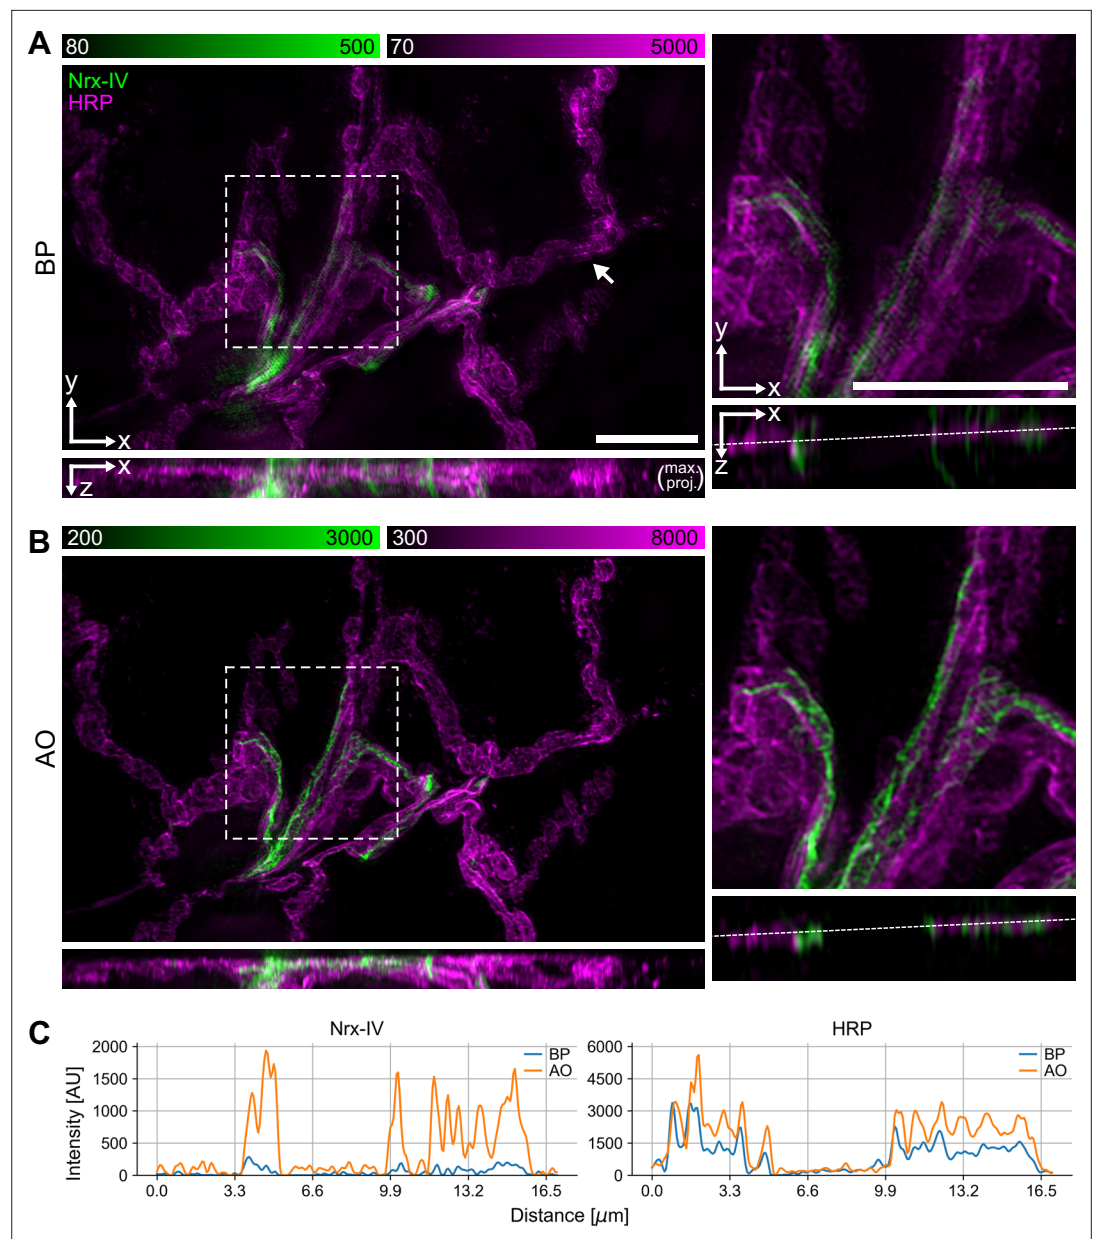 A
80 500 70 5000
Nrx-IV
HRP
BP
y
x
x
z
(max. proj.)
y
x
x
z
B
200 3000 300 8000
AO
C
Nrx-IV
HRP
Intensity [AU]
2000
1500
1000
500
0
BP
AO
0.0 3.3 6.6 9.9 13.2 16.5
6000
4500
3000
1500
0
BP
AO
0.0 3.3 6.6 9.9 13.2 16.5
Distance [μm]